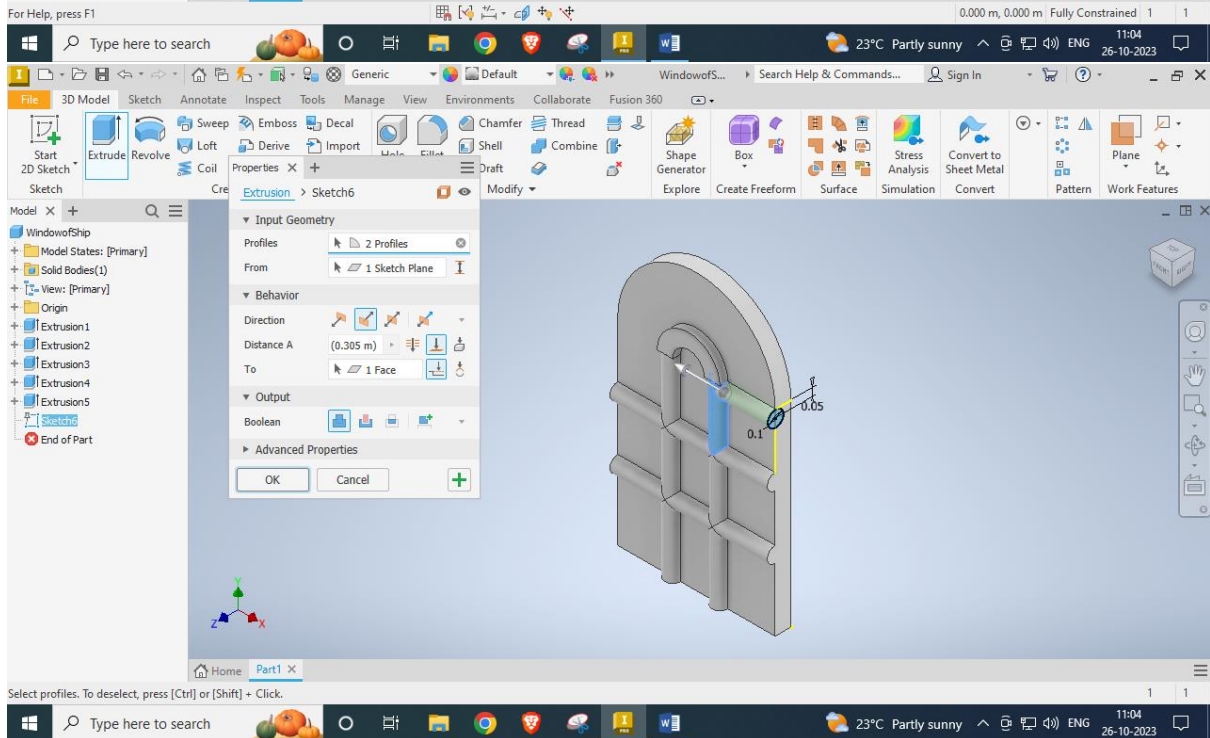 For Help, press F1 0.000 m, 0.000 m Fully Constrained 1 1
Type here to search 23°C Partly sunny ENG 11:04
26-10-2023
Generic Default WindowofS... Search Help & Commands... Sign In
File 3D Model Sketch Annotate Inspect Tools Manage View Environments Collaborate Fusion 360
Start
2D Sketch
Extrude Revolve
Sweep Emboss Decal
Loft Derive Import
Coil
Chamfer Thread
Shell Combine
Draft
Shape
Generator
Box
Stress
Analysis
Convert to
Sheet Metal
Plane
Sketch Cre Modify Explore Create Freeform Surface Simulation Convert Pattern Work Features
Properties × +
Extrusion > Sketch6
Input Geometry
Profiles 2 Profiles
From 1 Sketch Plane
Behavior
Direction
Distance A (0.305 m)
To 1 Face
Output
Boolean
Advanced Properties
OK Cancel
Model × +
WindowofShip
Model States: [Primary]
Solid Bodies(1)
View: [Primary]
Origin
Extrusion1
Extrusion2
Extrusion3
Extrusion4
Extrusion5
Sketch6
End of Part
FRONT
0.05
0.1
Y
Z X
Home Part1 ×
Select profiles. To deselect, press [Ctrl] or [Shift] + Click. 1 1
Type here to search 23°C Partly sunny ENG 11:04
26-10-2023